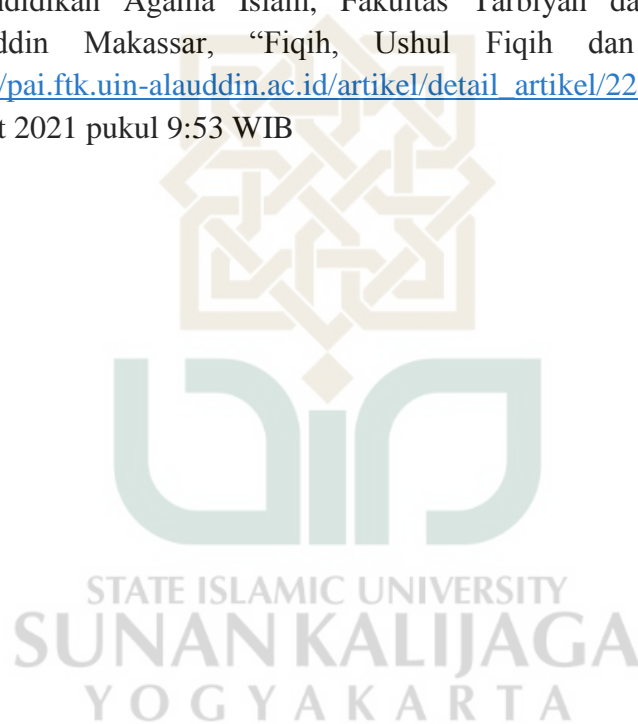 didikan Agama Islam, Fakultas Tarbiyah da
ddin Makassar, “Fiqih, Ushul Fiqih dan
/pai.ftk.uin-alauddin.ac.id/artikel/detail_artikel/22
t 2021 pukul 9:53 WIB
STATE ISLAMIC UNIVERSITY
SUNAN KALIJAGA
YOGYAKARTA